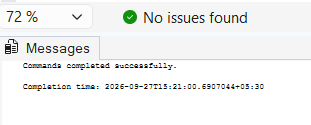 72 %
No issues found
Messages
Commands completed successfully.
Completion time: 2026-09-27T15:21:00.6907044+05:30